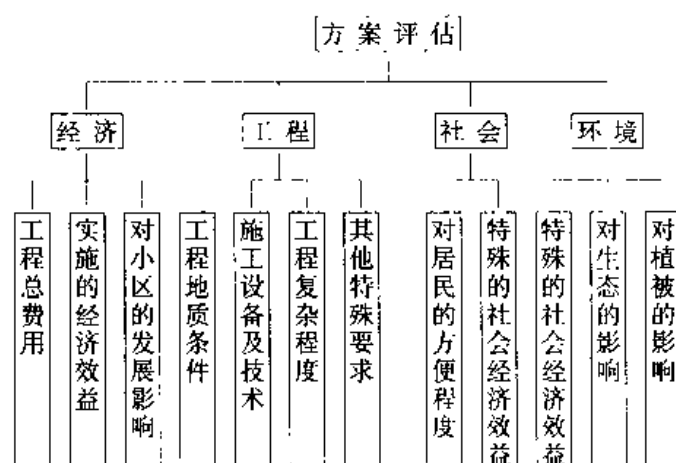 方案评估
经济
工程
社会
环境
工程总费用
实施的经济效益
对小区的发展影响
工程地质条件
施工设备及技术
工程复杂程度
其他特殊要求
对居民的方便程度
特殊的社会经济效益
特殊的社会经济效益
对生态的影响
对植被的影响